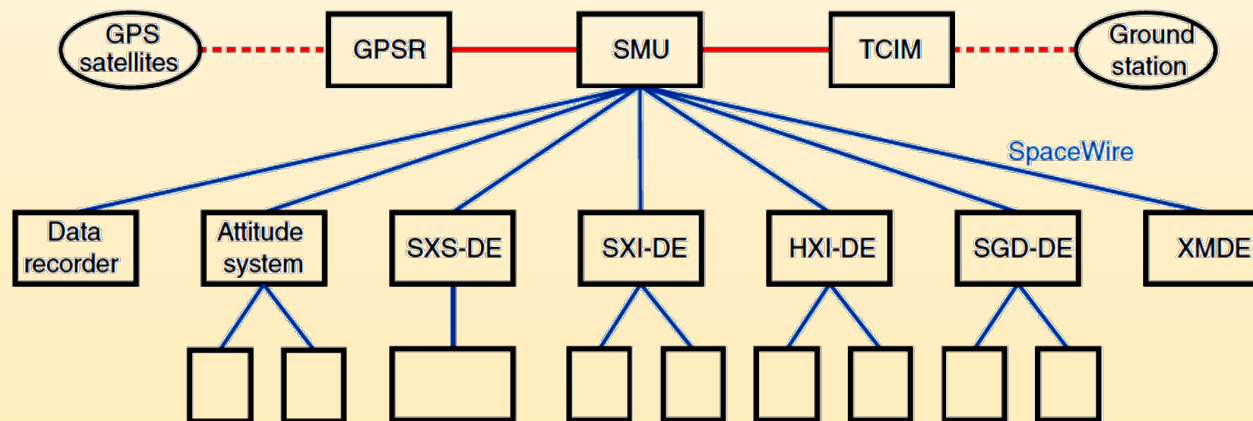 GPS
satellites
GPSR
SMU
TCIM
Ground
station
SpaceWire
Data
recorder
Attitude
system
SXS-DE
SXI-DE
HXI-DE
SGD-DE
XMDE